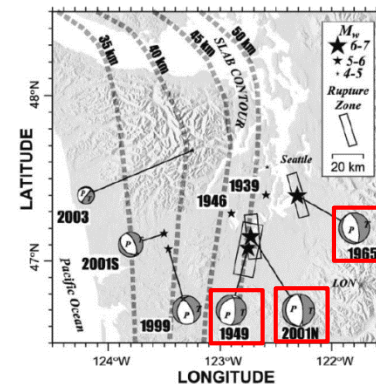 35 km
40 km
45 km
50 km
SLAB CONTOUR
Mw
6-7
5-6
4-5
Rupture
Zone
20 km
48°N
LATITUDE
Seattle
1939
1946
2003
1965
2001S
47°N
LON
Pacific Ocean
P
T
1999
1949
2001N
124°W
123°W
122°W
LONGITUDE